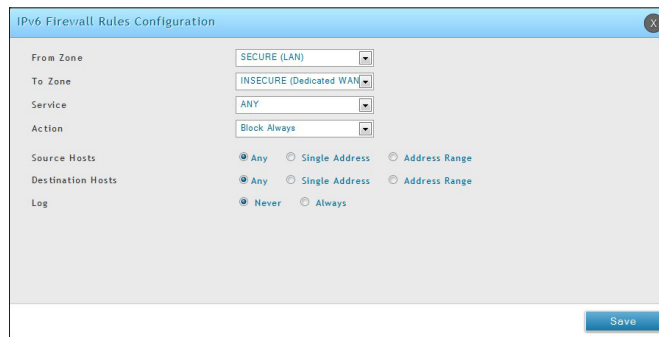 IPv6 Firewall Rules Configuration
X
From Zone SECURE (LAN)
To Zone INSECURE (Dedicated WAN
Service ANY
Action Block Always
Source Hosts Any Single Address Address Range
Destination Hosts Any Single Address Address Range
Log Never Always
Save